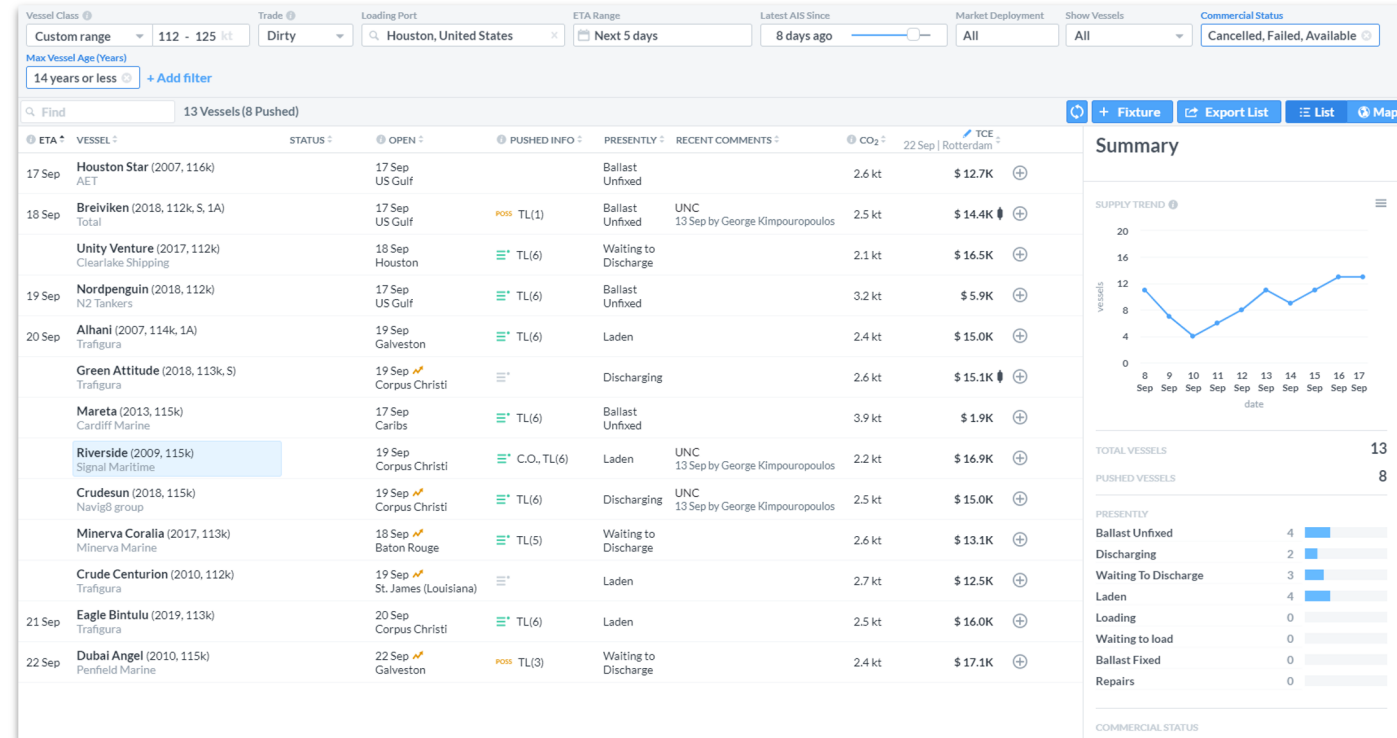 Vessel Class Trade Loading Port ETA Range Latest AIS Since Market Deployment Show Vessels Commercial Status
Custom range 112 - 125 kt Dirty Houston, United States × Next 5 days 8 days ago All All Cancelled, Failed, Available
Max Vessel Age (Years)
14 years or less + Add filter
Find 13 Vessels (8 Pushed) + Fixture Export List List Map
ETA VESSEL STATUS OPEN PUSHED INFO PRESENTLY RECENT COMMENTS CO₂ TCE
22 Sep | Rotterdam
17 Sep Houston Star (2007, 116k) 17 Sep Ballast 2.6 kt $ 12.7K
AET US Gulf Unfixed
18 Sep Breiviken (2018, 112k, S, 1A) 17 Sep POSS TL(1) Ballast UNC 2.5 kt $ 14.4K
Total US Gulf Unfixed 13 Sep by George Kimpouropoulos
Unity Venture (2017, 112k) 18 Sep TL(6) Waiting to 2.1 kt $ 16.5K
Clearlake Shipping Houston Discharge
19 Sep Nordpenguin (2018, 112k) 17 Sep TL(6) Ballast 3.2 kt $ 5.9K
N2 Tankers US Gulf Unfixed
20 Sep Alhani (2007, 114k, 1A) 19 Sep TL(6) Laden 2.4 kt $ 15.0K
Trafigura Galveston
Green Attitude (2018, 113k, S) 19 Sep Discharging 2.6 kt $ 15.1K
Trafigura Corpus Christi
Mareta (2013, 115k) 17 Sep TL(6) Ballast 3.9 kt $ 1.9K
Cardiff Marine Caribs Unfixed
Riverside (2009, 115k) 19 Sep C.O., TL(6) Laden UNC 2.2 kt $ 16.9K
Signal Maritime Corpus Christi 13 Sep by George Kimpouropoulos
Crudesun (2018, 115k) 19 Sep TL(6) Discharging UNC 2.5 kt $ 15.0K
Navig8 group Corpus Christi 13 Sep by George Kimpouropoulos
Minerva Coralia (2017, 113k) 18 Sep TL(5) Waiting to 2.6 kt $ 13.1K
Minerva Marine Baton Rouge Discharge
Crude Centurion (2010, 112k) 19 Sep Laden 2.7 kt $ 12.5K
Trafigura St. James (Louisiana)
21 Sep Eagle Bintulu (2019, 113k) 20 Sep TL(6) Laden 2.5 kt $ 16.0K
Trafigura Corpus Christi
22 Sep Dubai Angel (2010, 115k) 22 Sep POSS TL(3) Waiting to 2.4 kt $ 17.1K
Penfield Marine Galveston Discharge
Summary
SUPPLY TREND
20
16
12
8
4
0
vessels
8 9 10 11 12 13 14 15 16 17
Sep Sep Sep Sep Sep Sep Sep Sep Sep Sep
date
TOTAL VESSELS 13
PUSHED VESSELS 8
PRESENTLY
Ballast Unfixed 4
Discharging 2
Waiting To Discharge 3
Laden 4
Loading 0
Waiting to load 0
Ballast Fixed 0
Repairs 0
COMMERCIAL STATUS